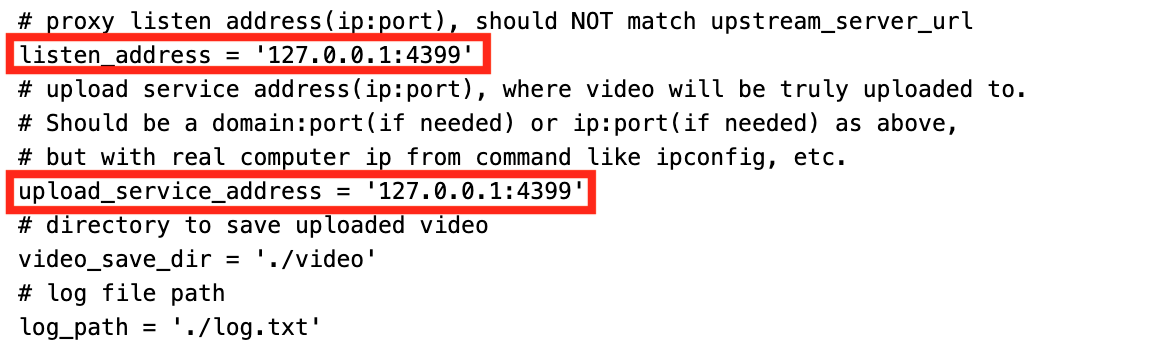 # proxy listen address(ip:port), should NOT match upstream_server_url
listen_address = '127.0.0.1:4399'
# upload service address(ip:port), where video will be truly uploaded to.
# Should be a domain:port(if needed) or ip:port(if needed) as above,
# but with real computer ip from command like ipconfig, etc.
upload_service_address = '127.0.0.1:4399'
# directory to save uploaded video
video_save_dir = './video'
# log file path
log_path = './log.txt'